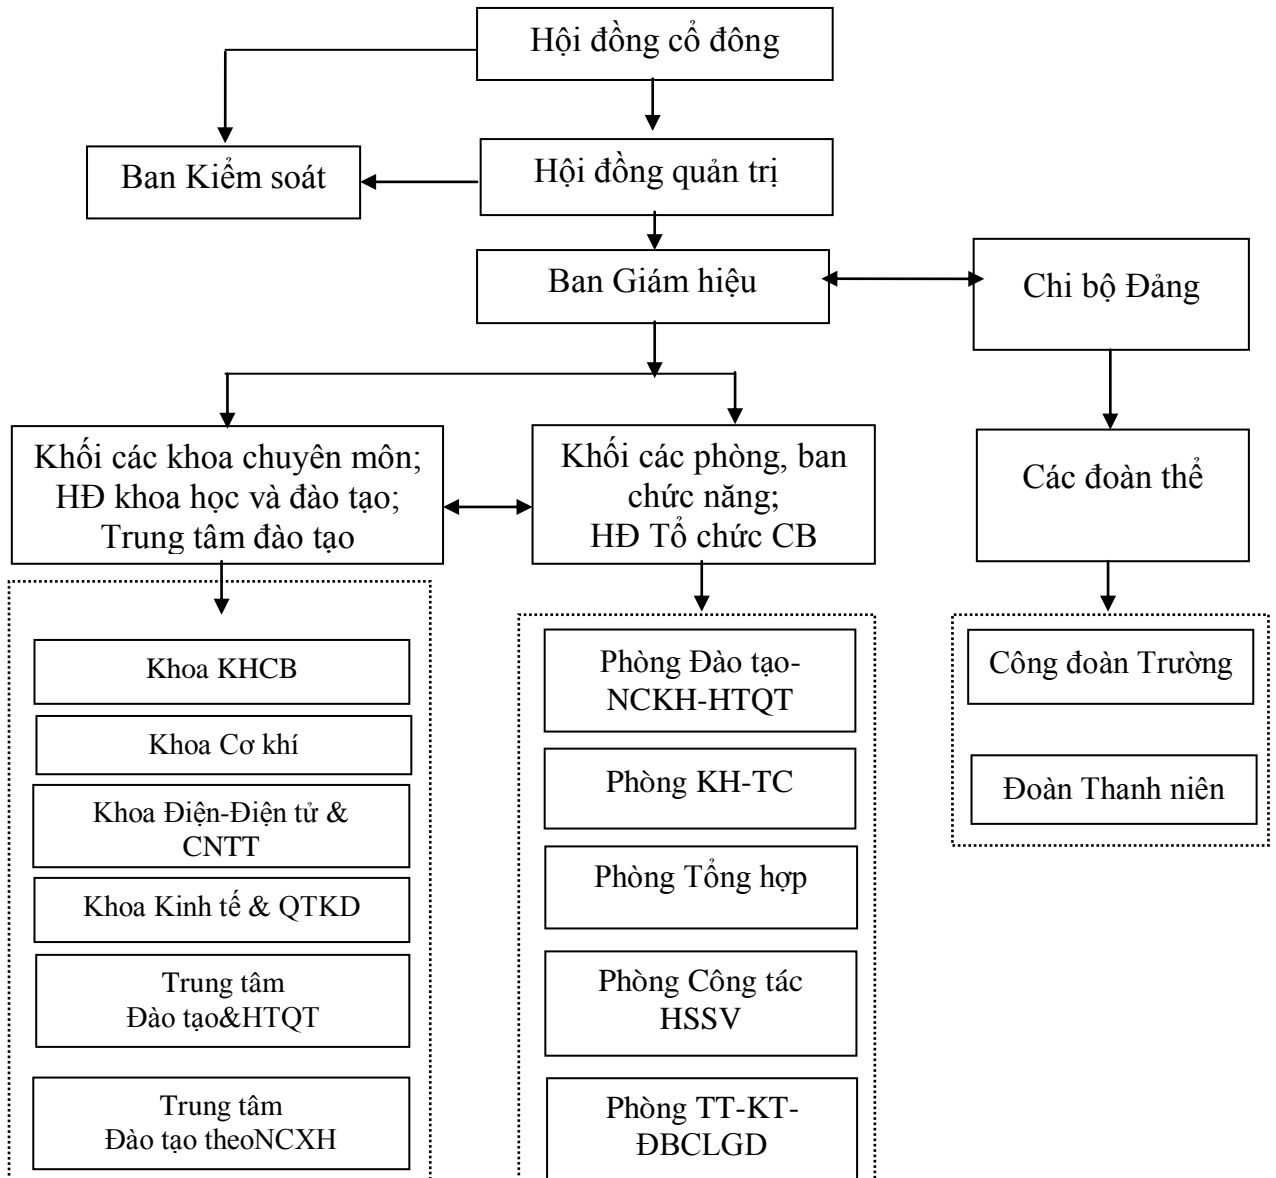 Hội đồng cổ đông
Ban Kiểm soát
Hội đồng quản trị
Ban Giám hiệu
Chi bộ Đảng
Khối các khoa chuyên môn;
HĐ khoa học và đào tạo;
Trung tâm đào tạo
Khối các phòng, ban
chức năng;
HĐ Tổ chức CB
Các đoàn thể
Khoa KHCB
Khoa Cơ khí
Khoa Điện-Điện tử &
CNTT
Khoa Kinh tế & QTKD
Trung tâm
Đào tạo&HTQT
Trung tâm
Đào tạo theoNCXH
Phòng Đào tạo-
NCKH-HTQT
Phòng KH-TC
Phòng Tổng hợp
Phòng Công tác
HSSV
Phòng TT-KT-
ĐBCLGD
Công đoàn Trường
Đoàn Thanh niên